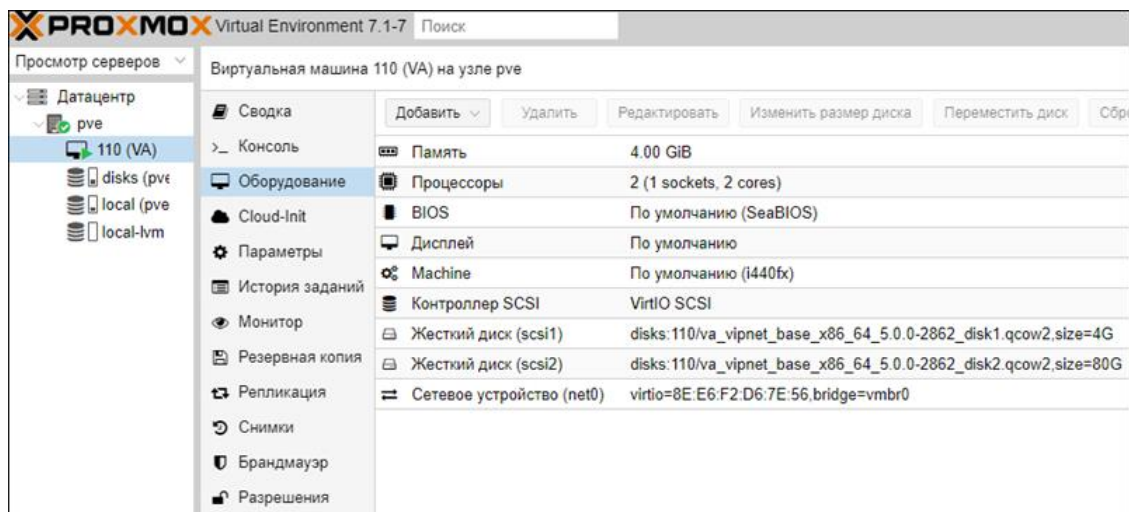 PROXMOX Virtual Environment 7.1-7 Поиск
Просмотр серверов
Виртуальная машина 110 (VA) на узле pve
Датацентр
pve
110 (VA)
disks (pve
local (pve
local-lvm
Сводка
Консоль
Оборудование
Cloud-Init
Параметры
История заданий
Монитор
Резервная копия
Репликация
Снимки
Брандмауэр
Разрешения
Добавить Удалить Редактировать Изменить размер диска Переместить диск Сбро
Память 4.00 GiB
Процессоры 2 (1 sockets, 2 cores)
BIOS По умолчанию (SeaBIOS)
Дисплей По умолчанию
Machine По умолчанию (i440fx)
Контроллер SCSI VirtIO SCSI
Жесткий диск (scsi1) disks:110/va_vipnet_base_x86_64_5.0.0-2862_disk1.qcow2,size=4G
Жесткий диск (scsi2) disks:110/va_vipnet_base_x86_64_5.0.0-2862_disk2.qcow2,size=80G
Сетевое устройство (net0) virtio=8E:E6:F2:D6:7E:56,bridge=vmbr0